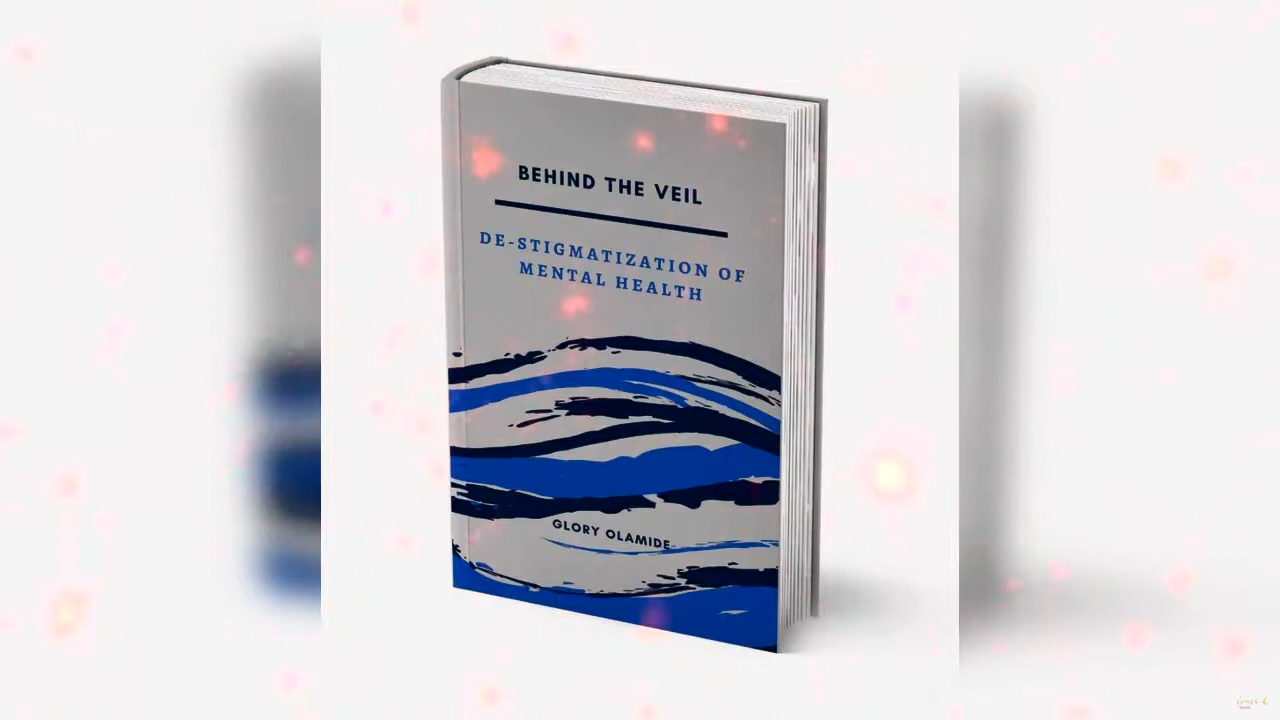 BEHIND THE VEIL
DE-STIGMATIZATION OF
MENTAL HEALTH
GLORY OLAMIDE